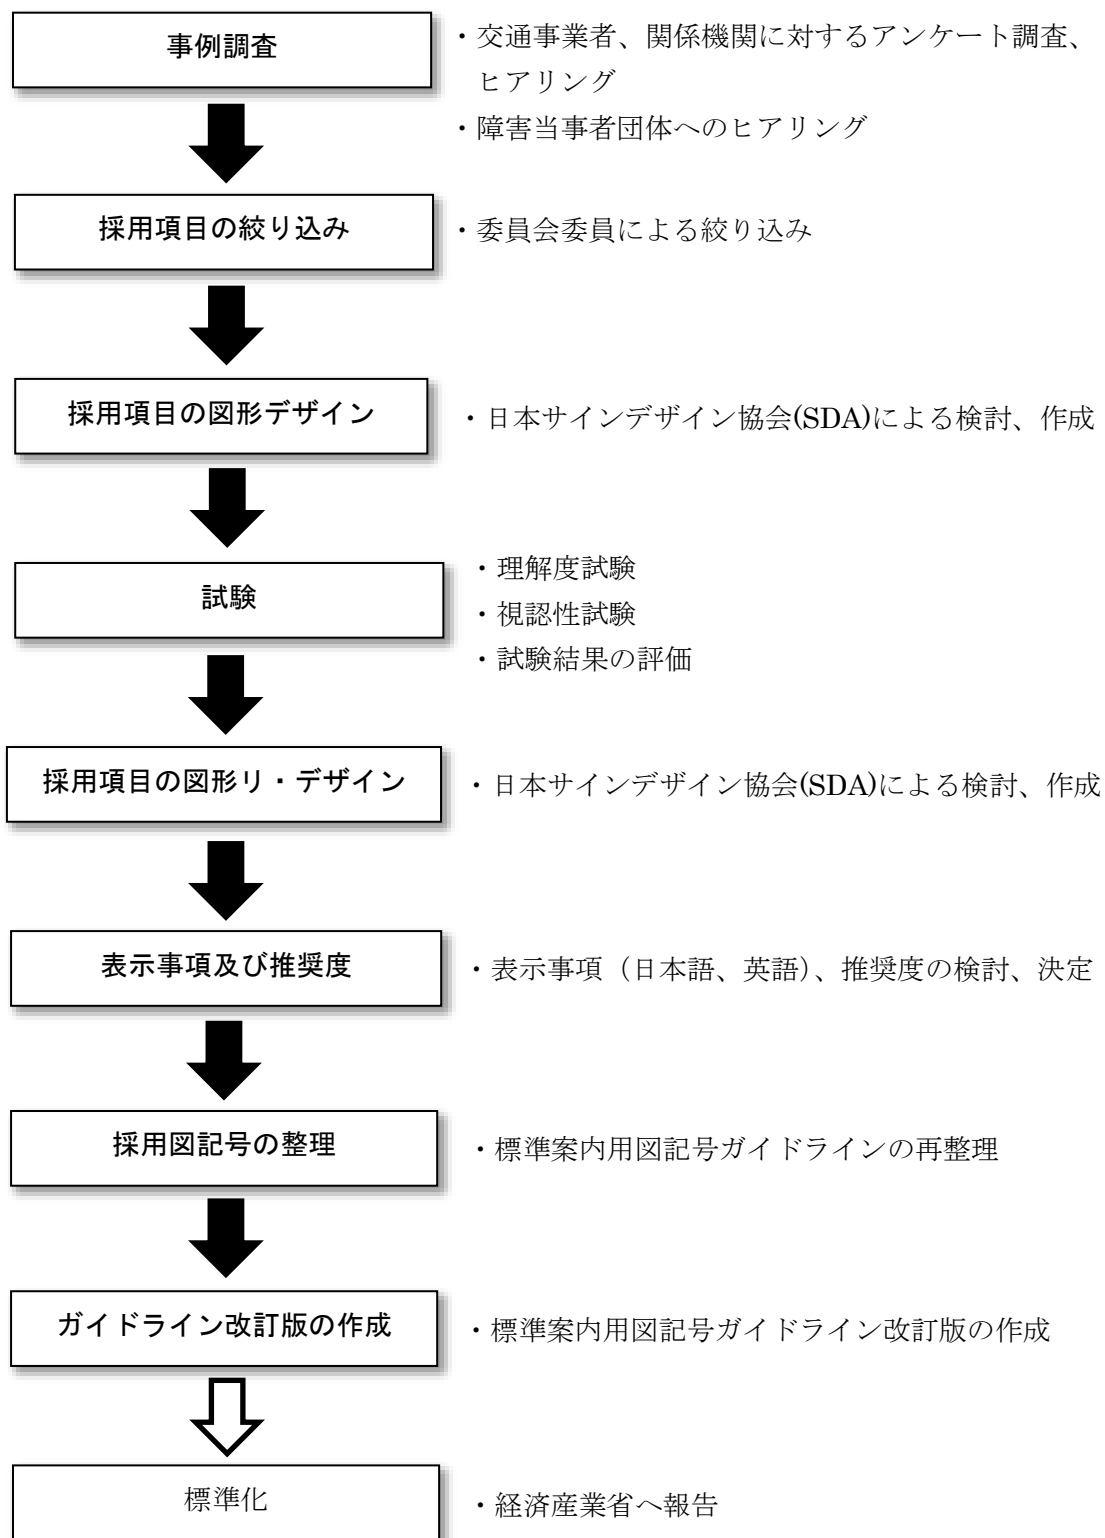 事例調査
・交通事業者、関係機関に対するアンケート調査、
ヒアリング
・障害当事者団体へのヒアリング
採用項目の絞り込み
・委員会委員による絞り込み
採用項目の図形デザイン
・日本サインデザイン協会(SDA)による検討、作成
試験
・理解度試験
・視認性試験
・試験結果の評価
採用項目の図形リ・デザイン
・日本サインデザイン協会(SDA)による検討、作成
表示事項及び推奨度
・表示事項（日本語、英語）、推奨度の検討、決定
採用図記号の整理
・標準案内用図記号ガイドラインの再整理
ガイドライン改訂版の作成
・標準案内用図記号ガイドライン改訂版の作成
標準化
・経済産業省へ報告